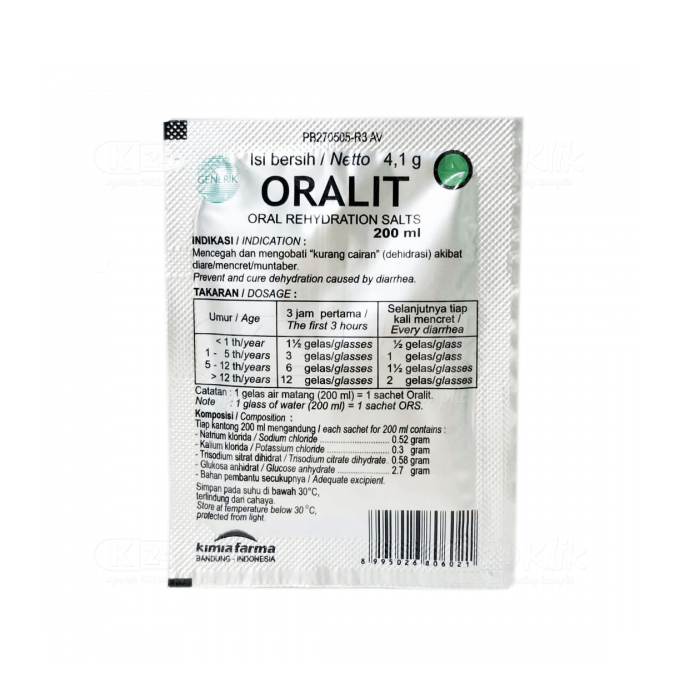 PB270505-R3 AV
Isi bersih / Netto 4,1 g
GENERIK
ORALIT
ORAL REHYDRATION SALTS
200 ml
INDIKASI / INDICATION :
Mencegah dan mengobati "kurang cairan" (dehidrasi) akibat
diare/mencret/muntaber.
Prevent and cure dehydration caused by diarrhea.
TAKARAN / DOSAGE :
Umur / Age 3 jam pertama / The first 3 hours Selanjutnya tiap kali mencret / Every diarrhea
< 1 th/year 1½ gelas/glasses ½ gelas/glass
1 - 5 th/years 3 gelas/glasses 1 gelas/glass
5 - 12 th/years 6 gelas/glasses 1½ gelas/glasses
> 12 th/years 12 gelas/glasses 2 gelas/glasses
Catatan : 1 gelas air matang (200 ml) = 1 sachet Oralit.
Note : 1 glass of water (200 ml) = 1 sachet ORS.
Komposisi / Composition :
Tiap kantong 200 ml mengandung / each sachet for 200 ml contains :
- Natrium klorida / Sodium chloride 0.52 gram
- Kalium klorida / Potassium chloride 0.3 gram
- Trisodium sitrat dihidrat / Trisodium citrate dihydrate 0.58 gram
- Glukosa anhidrat / Glucose anhydrate 2.7 gram
- Bahan pembantu secukupnya / Adequate excipient.
Simpan pada suhu di bawah 30°C,
terlindung dari cahaya.
Store at temperature below 30°C,
protected from light.
kimia farma
BANDUNG - INDONESIA
8 995026 806021